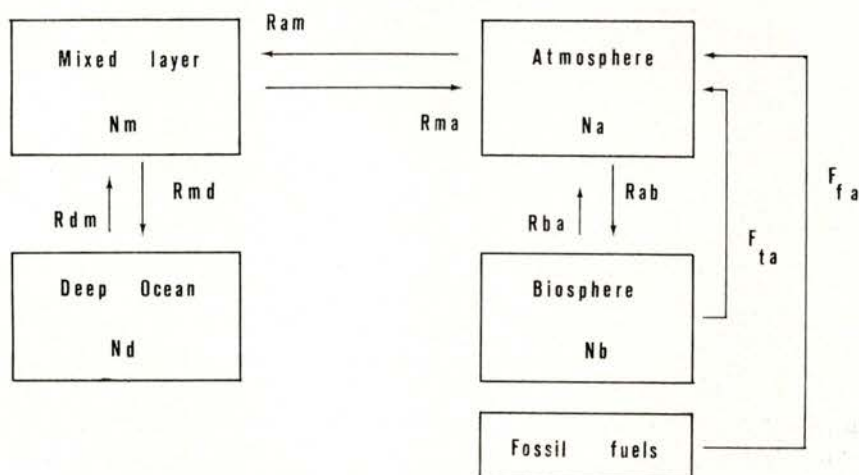 Ram
Mixed layer
Nm
Atmosphere
Na
Rma
Rdm
Rmd
Rba
Rab
F fa
F ta
Deep Ocean
Nd
Biosphere
Nb
Fossil fuels